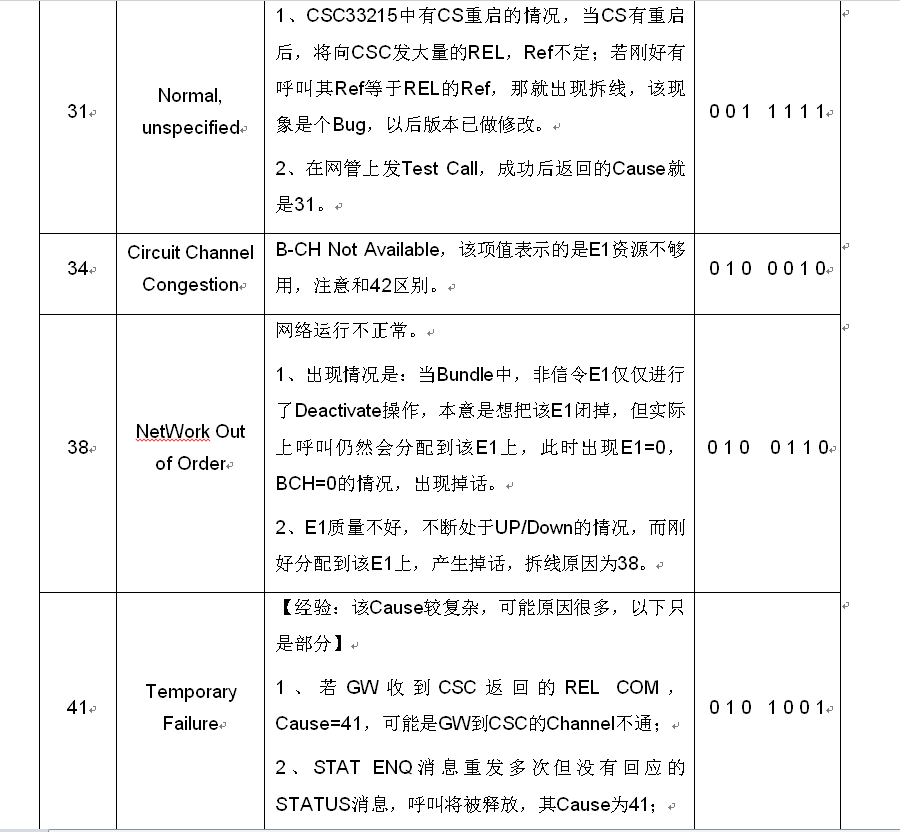 31
Normal,
unspecified
1、CSC33215中有CS重启的情况，当CS有重启
后，将向CSC发大量的REL，Ref不定；若刚好有
呼叫其Ref等于REL的Ref，那就出现拆线，该现
象是个Bug，以后版本已做修改。
2、在网管上发Test Call，成功后返回的Cause就
是31。
001 1111
34
Circuit Channel
Congestion
B-CH Not Available，该项值表示的是E1资源不够
用，注意和42区别。
010 0010
38
NetWork Out
of Order
网络运行不正常。
1、出现情况是：当Bundle中，非信令E1仅仅进行
了Deactivate操作，本意是想把该E1闭掉，但实际
上呼叫仍然会分配到该E1上，此时出现E1=0，
BCH=0的情况，出现掉话。
2、E1质量不好，不断处于UP/Down的情况，而刚
好分配到该E1上，产生掉话，拆线原因为38。
010 0110
41
Temporary
Failure
【经验：该Cause较复杂，可能原因很多，以下只
是部分】
1、若GW收到CSC返回的REL COM，
Cause=41，可能是GW到CSC的Channel不通；
2、STAT ENQ消息重发多次但没有回应的
STATUS消息，呼叫将被释放，其Cause为41；
010 1001